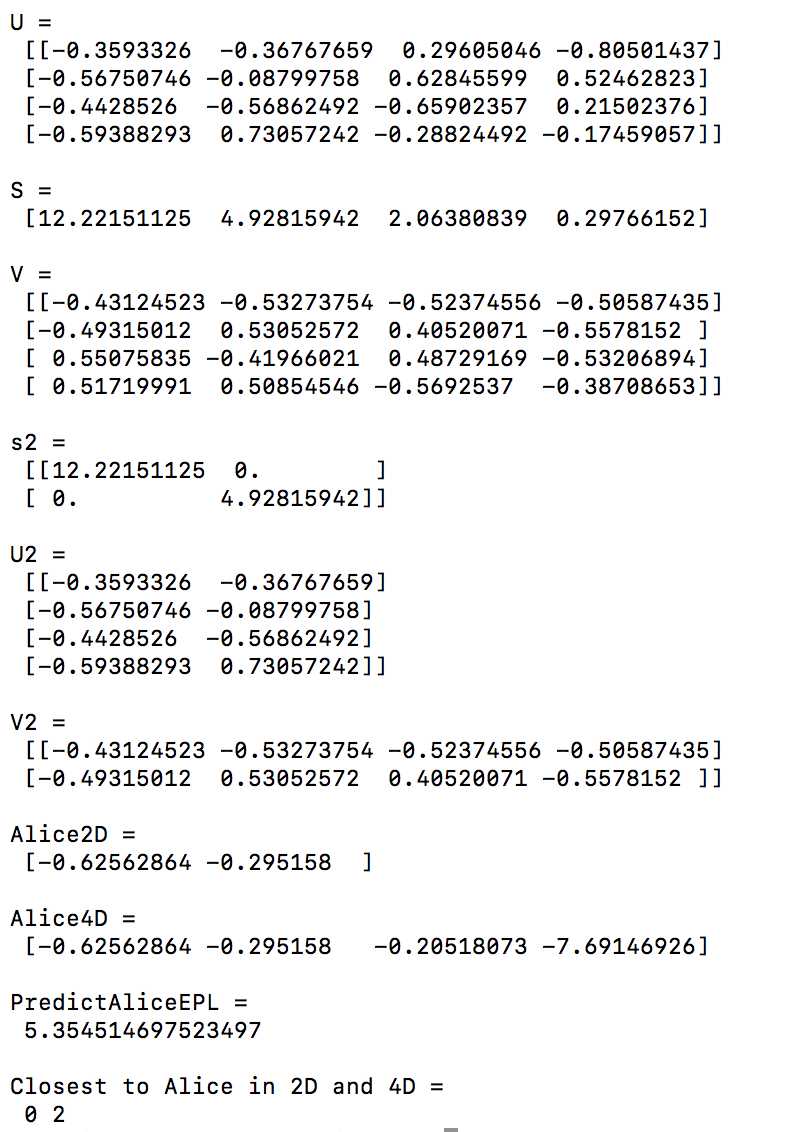 U =
[[-0.3593326  -0.36767659  0.29605046 -0.80501437]
[-0.56750746 -0.08799758  0.62845599  0.52462823]
[-0.4428526  -0.56862492 -0.65902357  0.21502376]
[-0.59388293  0.73057242 -0.28824492 -0.17459057]]
S =
[12.22151125  4.92815942  2.06380839  0.29766152]
V =
[[-0.43124523 -0.53273754 -0.52374556 -0.50587435]
[-0.49315012  0.53052572  0.40520071 -0.5578152 ]
[ 0.55075835 -0.41966021  0.48729169 -0.53206894]
[ 0.51719991  0.50854546 -0.5692537  -0.38708653]]
s2 =
[[12.22151125  0.        ]
[ 0.          4.92815942]]
U2 =
[[-0.3593326  -0.36767659]
[-0.56750746 -0.08799758]
[-0.4428526  -0.56862492]
[-0.59388293  0.73057242]]
V2 =
[[-0.43124523 -0.53273754 -0.52374556 -0.50587435]
[-0.49315012  0.53052572  0.40520071 -0.5578152 ]]
Alice2D =
[-0.62562864 -0.295158  ]
Alice4D =
[-0.62562864 -0.295158   -0.20518073 -7.69146926]
PredictAliceEPL =
5.354514697523497
Closest to Alice in 2D and 4D =
0 2